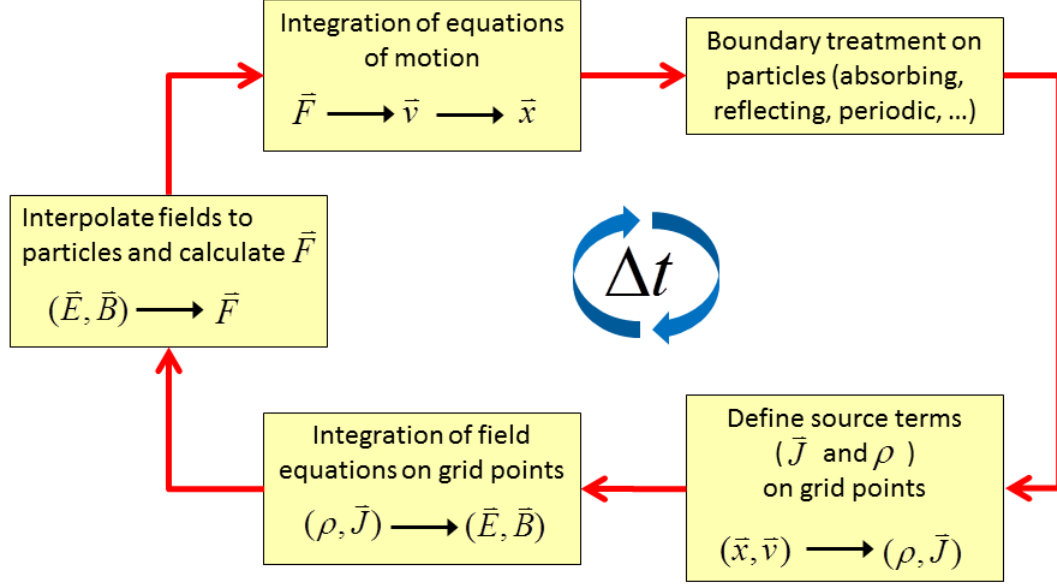 Integration of equations
of motion
F⃗ ⟶ v⃗ ⟶ x⃗
Boundary treatment on
particles (absorbing,
reflecting, periodic, ...)
Interpolate fields to
particles and calculate F⃗
(E⃗, B⃗) ⟶ F⃗
Δt
Integration of field
equations on grid points
(ρ, J⃗) ⟶ (E⃗, B⃗)
Define source terms
( J⃗ and ρ )
on grid points
(x⃗, v⃗) ⟶ (ρ, J⃗)